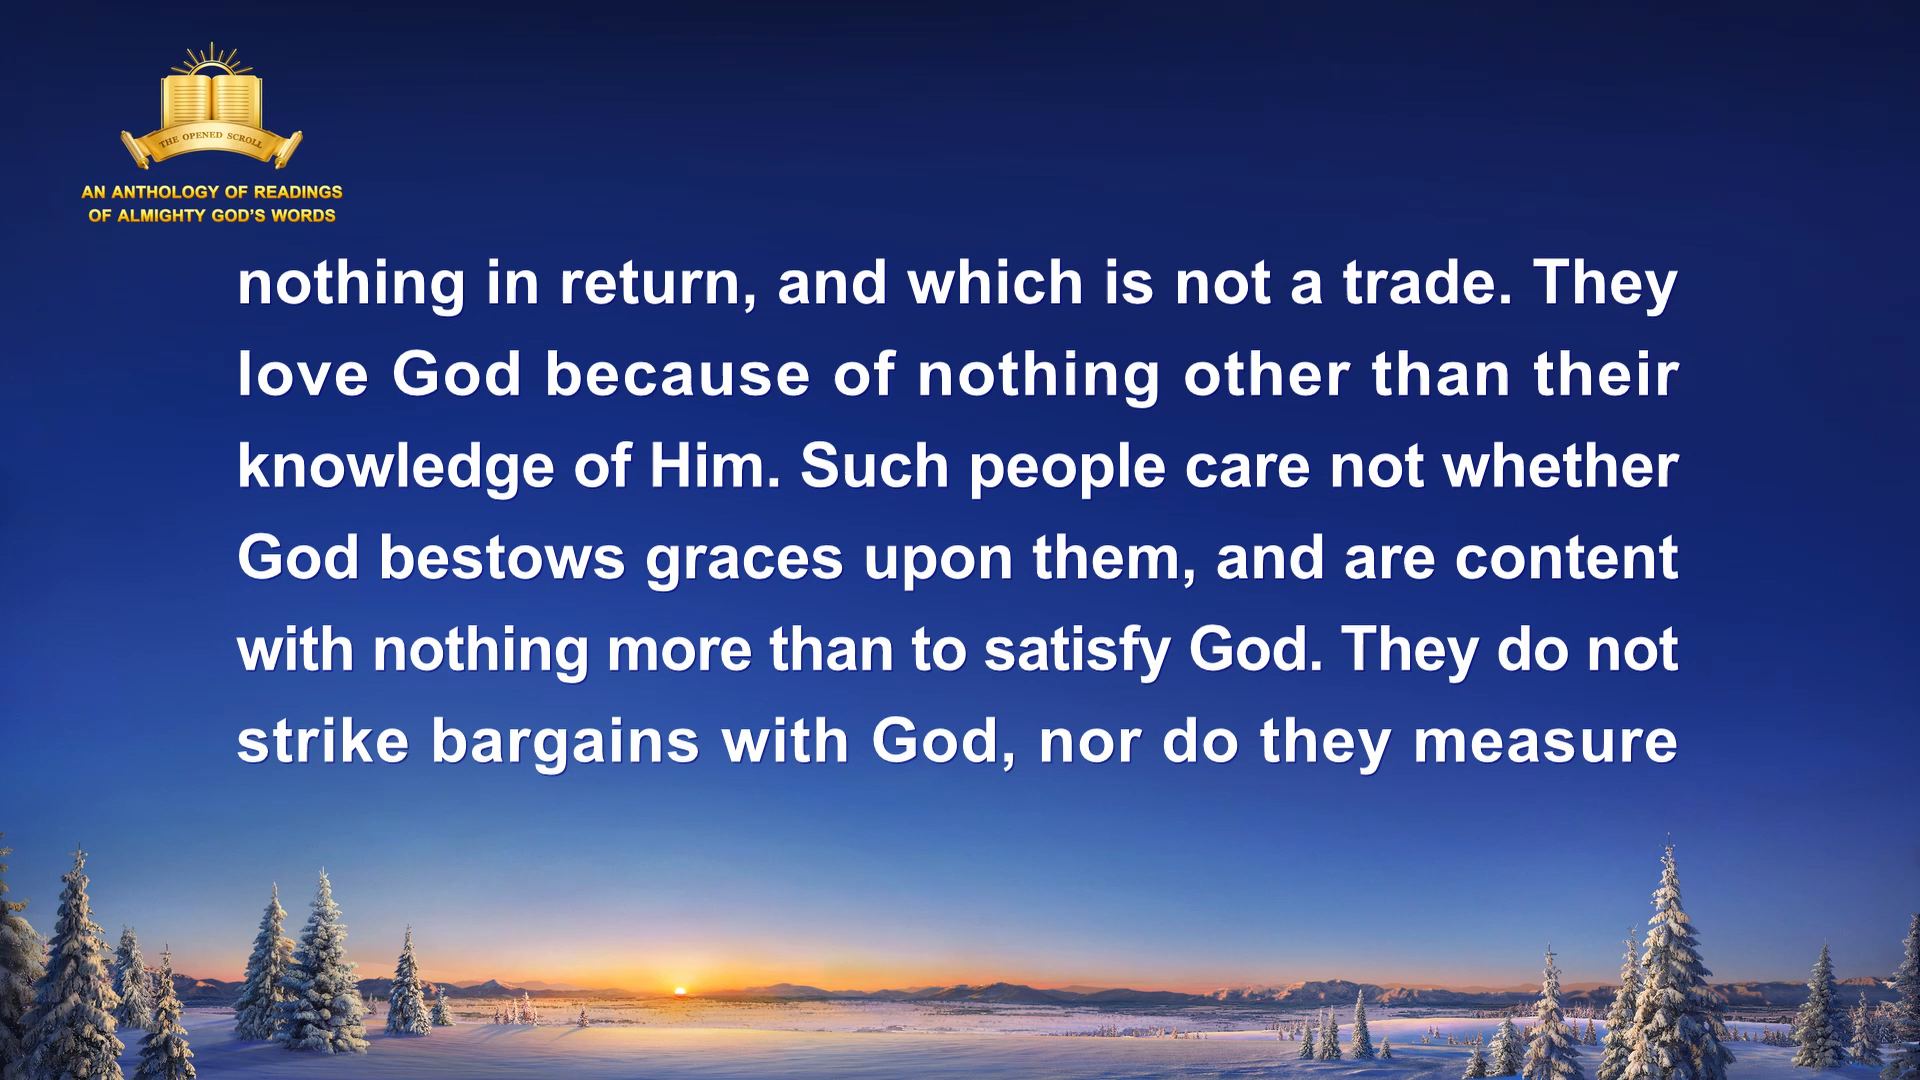 THE OPENED SCROLL
AN ANTHOLOGY OF READINGS
OF ALMIGHTY GOD'S WORDS
nothing in return, and which is not a trade. They
love God because of nothing other than their
knowledge of Him. Such people care not whether
God bestows graces upon them, and are content
with nothing more than to satisfy God. They do not
strike bargains with God, nor do they measure